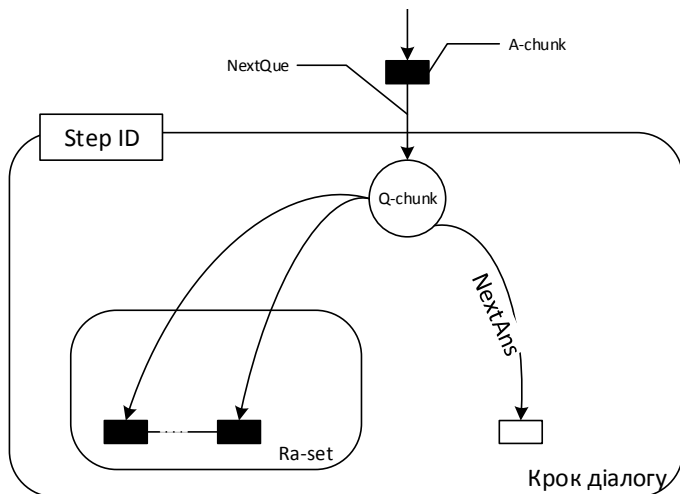 A-chunk
NextQue
Step ID
Q-chunk
NextAns
Ra-set
Крок діалогу